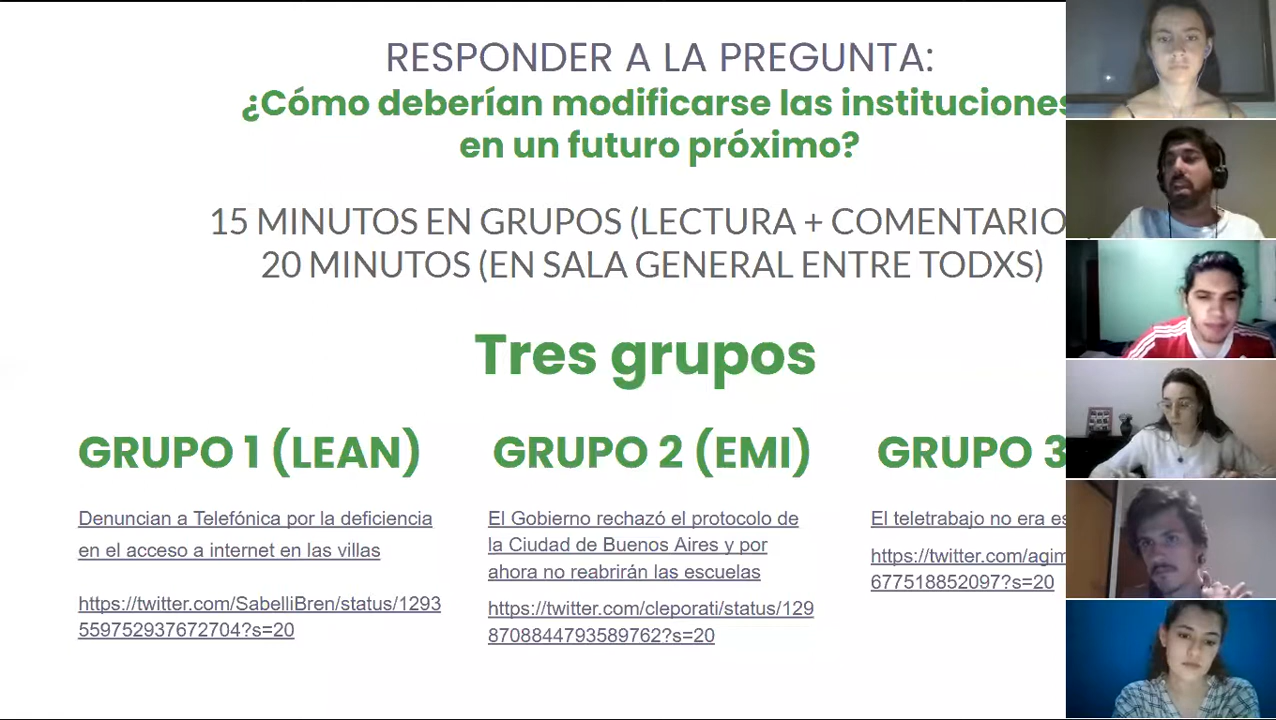 RESPONDER A LA PREGUNTA:
¿Cómo deberían modificarse las instituciones
en un futuro próximo?
15 MINUTOS EN GRUPOS (LECTURA + COMENTARIO
20 MINUTOS (EN SALA GENERAL ENTRE TODXS)
Tres grupos
GRUPO 1 (LEAN)
Denuncian a Telefónica por la deficiencia
en el acceso a internet en las villas
https://twitter.com/SabelliBren/status/1293
559752937672704?s=20
GRUPO 2 (EMI)
El Gobierno rechazó el protocolo de
la Ciudad de Buenos Aires y por
ahora no reabrirán las escuelas
https://twitter.com/cleporati/status/129
8708844793589762?s=20
GRUPO 3
El teletrabajo no era es
https://twitter.com/agim
677518852097?s=20